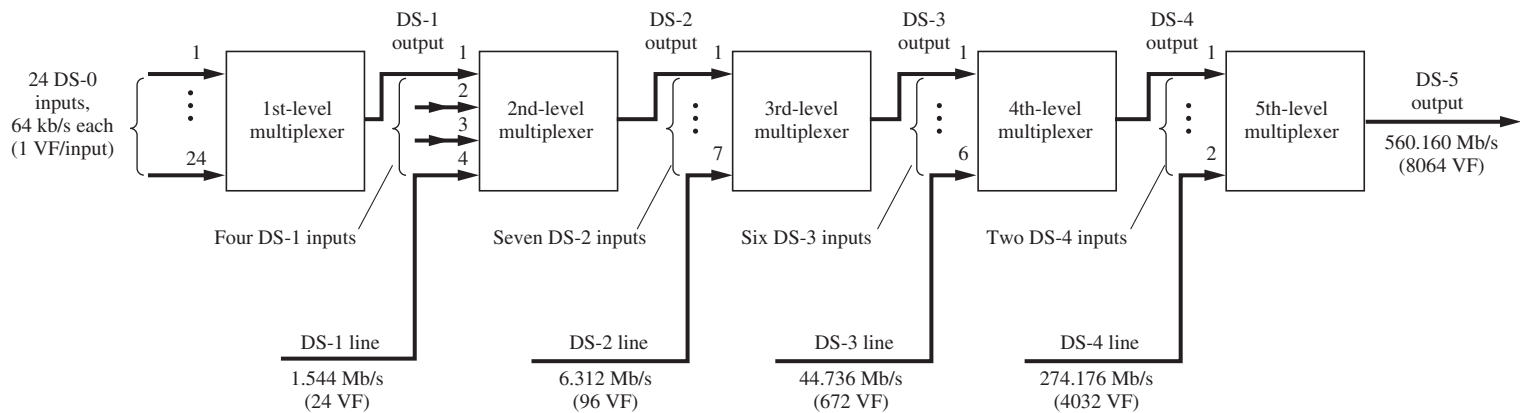 24 DS-0
inputs,
64 kb/s each
(1 VF/input)
1
24
1st-level
multiplexer
DS-1
output
1
2
3
4
Four DS-1 inputs
DS-1 line
1.544 Mb/s
(24 VF)
2nd-level
multiplexer
DS-2
output
1
7
Seven DS-2 inputs
DS-2 line
6.312 Mb/s
(96 VF)
3rd-level
multiplexer
DS-3
output
1
6
Six DS-3 inputs
DS-3 line
44.736 Mb/s
(672 VF)
4th-level
multiplexer
DS-4
output
1
2
Two DS-4 inputs
DS-4 line
274.176 Mb/s
(4032 VF)
5th-level
multiplexer
DS-5
output
560.160 Mb/s
(8064 VF)